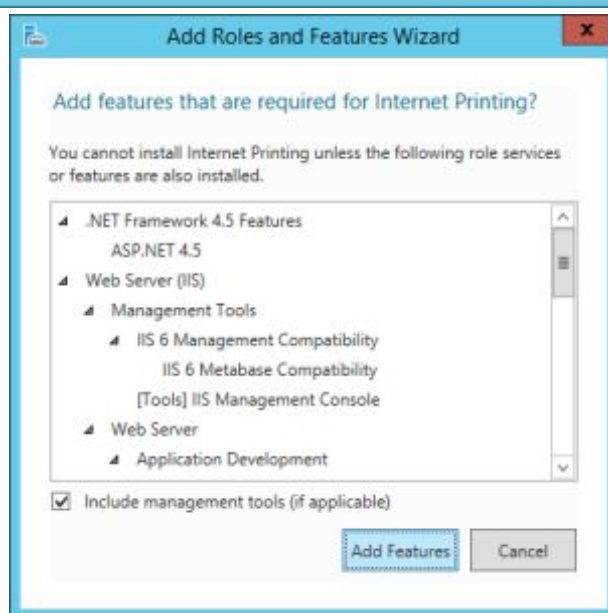 Add Roles and Features Wizard
x
Add features that are required for Internet Printing?
You cannot install Internet Printing unless the following role services
or features are also installed.
.NET Framework 4.5 Features
ASP.NET 4.5
Web Server (IIS)
Management Tools
IIS 6 Management Compatibility
IIS 6 Metabase Compatibility
[Tools] IIS Management Console
Web Server
Application Development
Include management tools (if applicable)
Add Features
Cancel